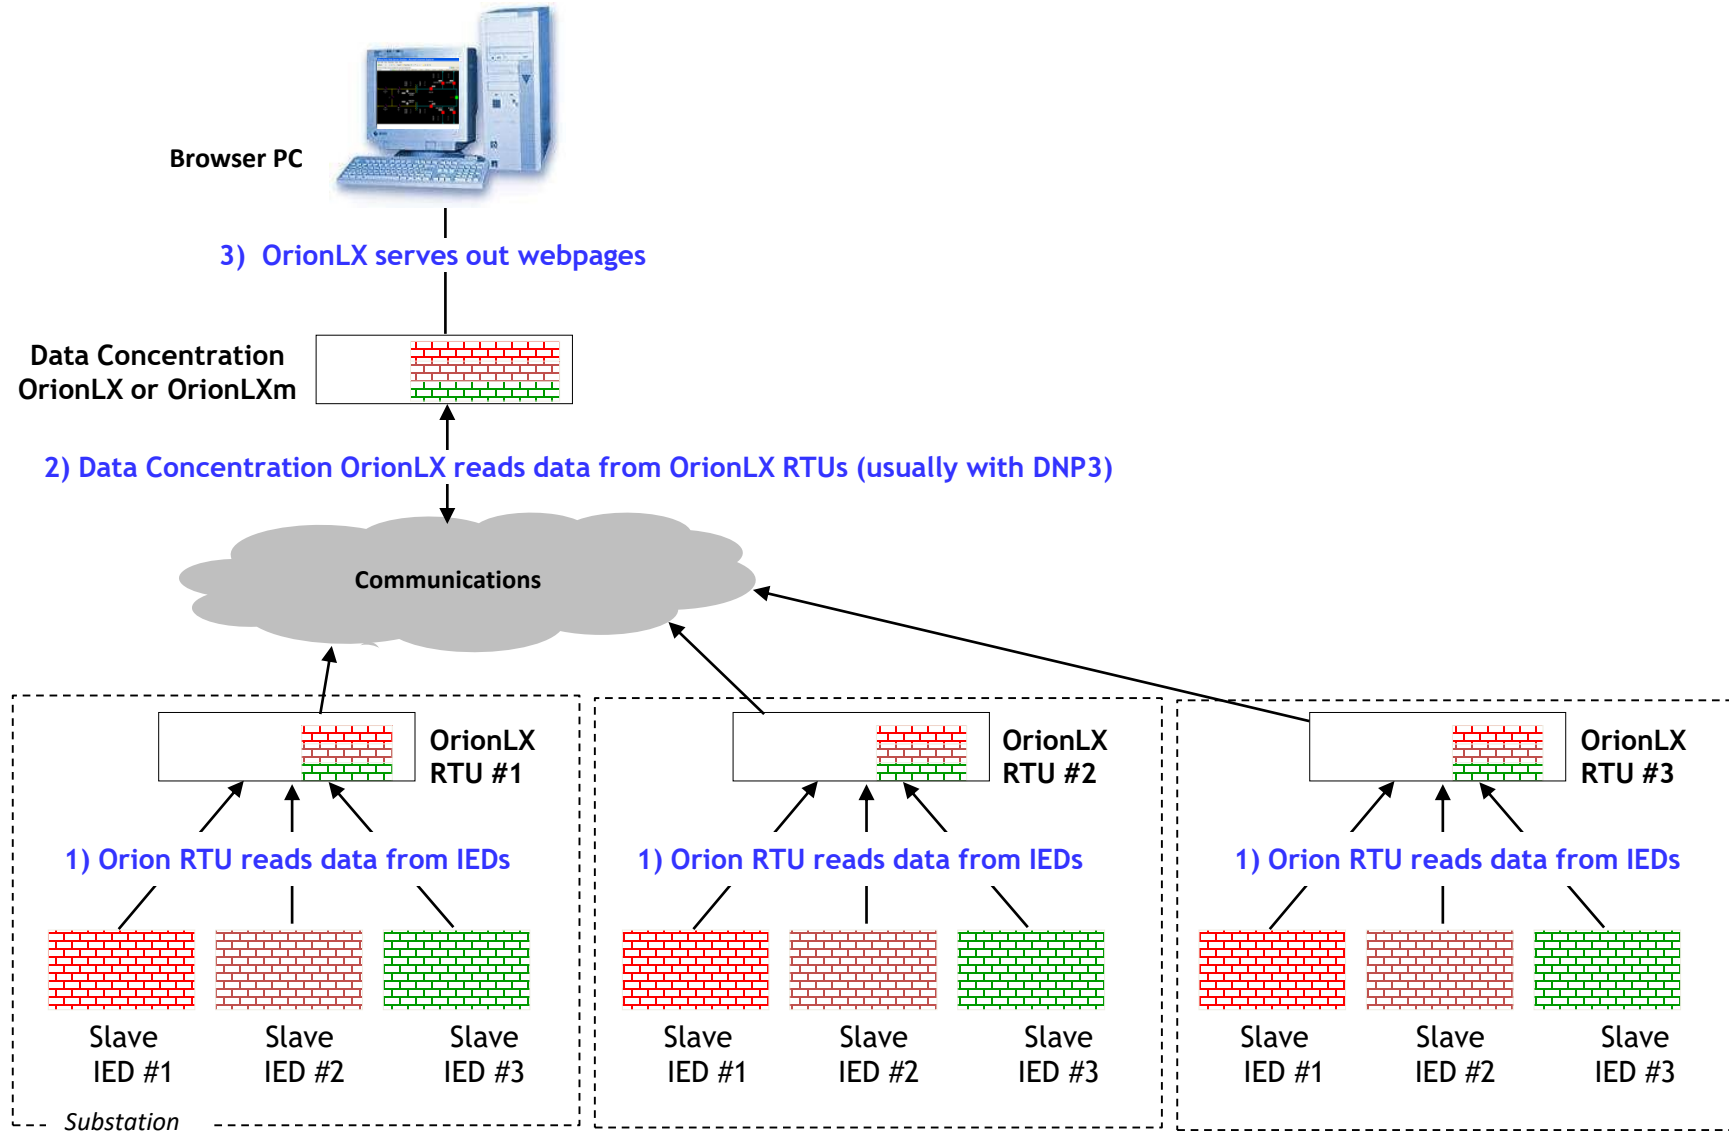 Browser PC
3) OrionLX serves out webpages
Data Concentration
OrionLX or OrionLXm
2) Data Concentration OrionLX reads data from OrionLX RTUs (usually with DNP3)
Communications
OrionLX
RTU #1
OrionLX
RTU #2
OrionLX
RTU #3
1) Orion RTU reads data from IEDs
1) Orion RTU reads data from IEDs
1) Orion RTU reads data from IEDs
Slave
IED #1
Slave
IED #2
Slave
IED #3
Slave
IED #1
Slave
IED #2
Slave
IED #3
Slave
IED #1
Slave
IED #2
Slave
IED #3
Substation